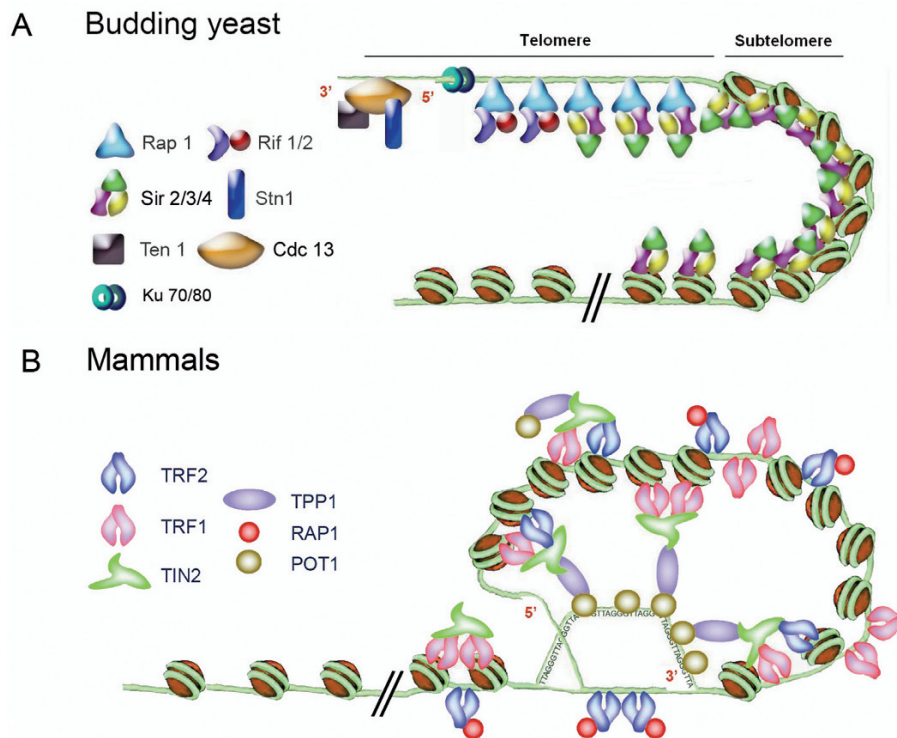 A Budding yeast
Telomere
Subtelomere
3'
5'
Rap 1
Rif 1/2
Sir 2/3/4
Stn1
Ten 1
Cdc 13
Ku 70/80
B Mammals
TRF2
TRF1
TIN2
TPP1
RAP1
POT1
5'
3'